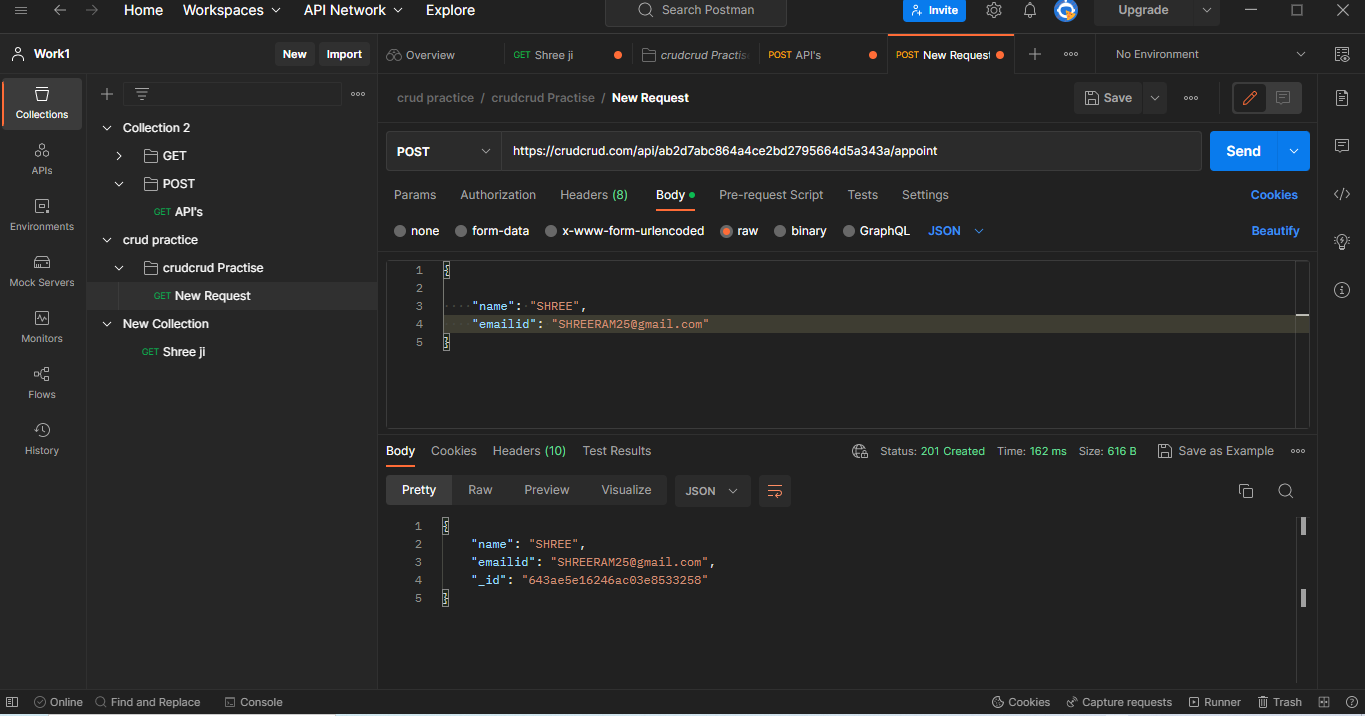 Home Workspaces API Network Explore Search Postman Invite Upgrade
Work1 New Import Overview GET Shree ji crudcrud Practis POST API's POST New Request No Environment
Collections
APIs
Environments
Mock Servers
Monitors
Flows
History
Collection 2
GET
POST
GET API's
crud practice
crudcrud Practise
GET New Request
New Collection
GET Shree ji
crud practice / crudcrud Practise / New Request Save
POST https://crudcrud.com/api/ab2d7abc864a4ce2bd2795664d5a343a/appoint Send
Params Authorization Headers (8) Body Pre-request Script Tests Settings Cookies
none form-data x-www-form-urlencoded raw binary GraphQL JSON Beautify
1 {
2
3 "name": "SHREE",
4 "emailid": "SHREERAM25@gmail.com"
5 }
Body Cookies Headers (10) Test Results Status: 201 Created Time: 162 ms Size: 616 B Save as Example
Pretty Raw Preview Visualize JSON
1 {
2 "name": "SHREE",
3 "emailid": "SHREERAM25@gmail.com",
4 "_id": "643ae5e16246ac03e8533258"
5 }
Online Find and Replace Console Cookies Capture requests Runner Trash